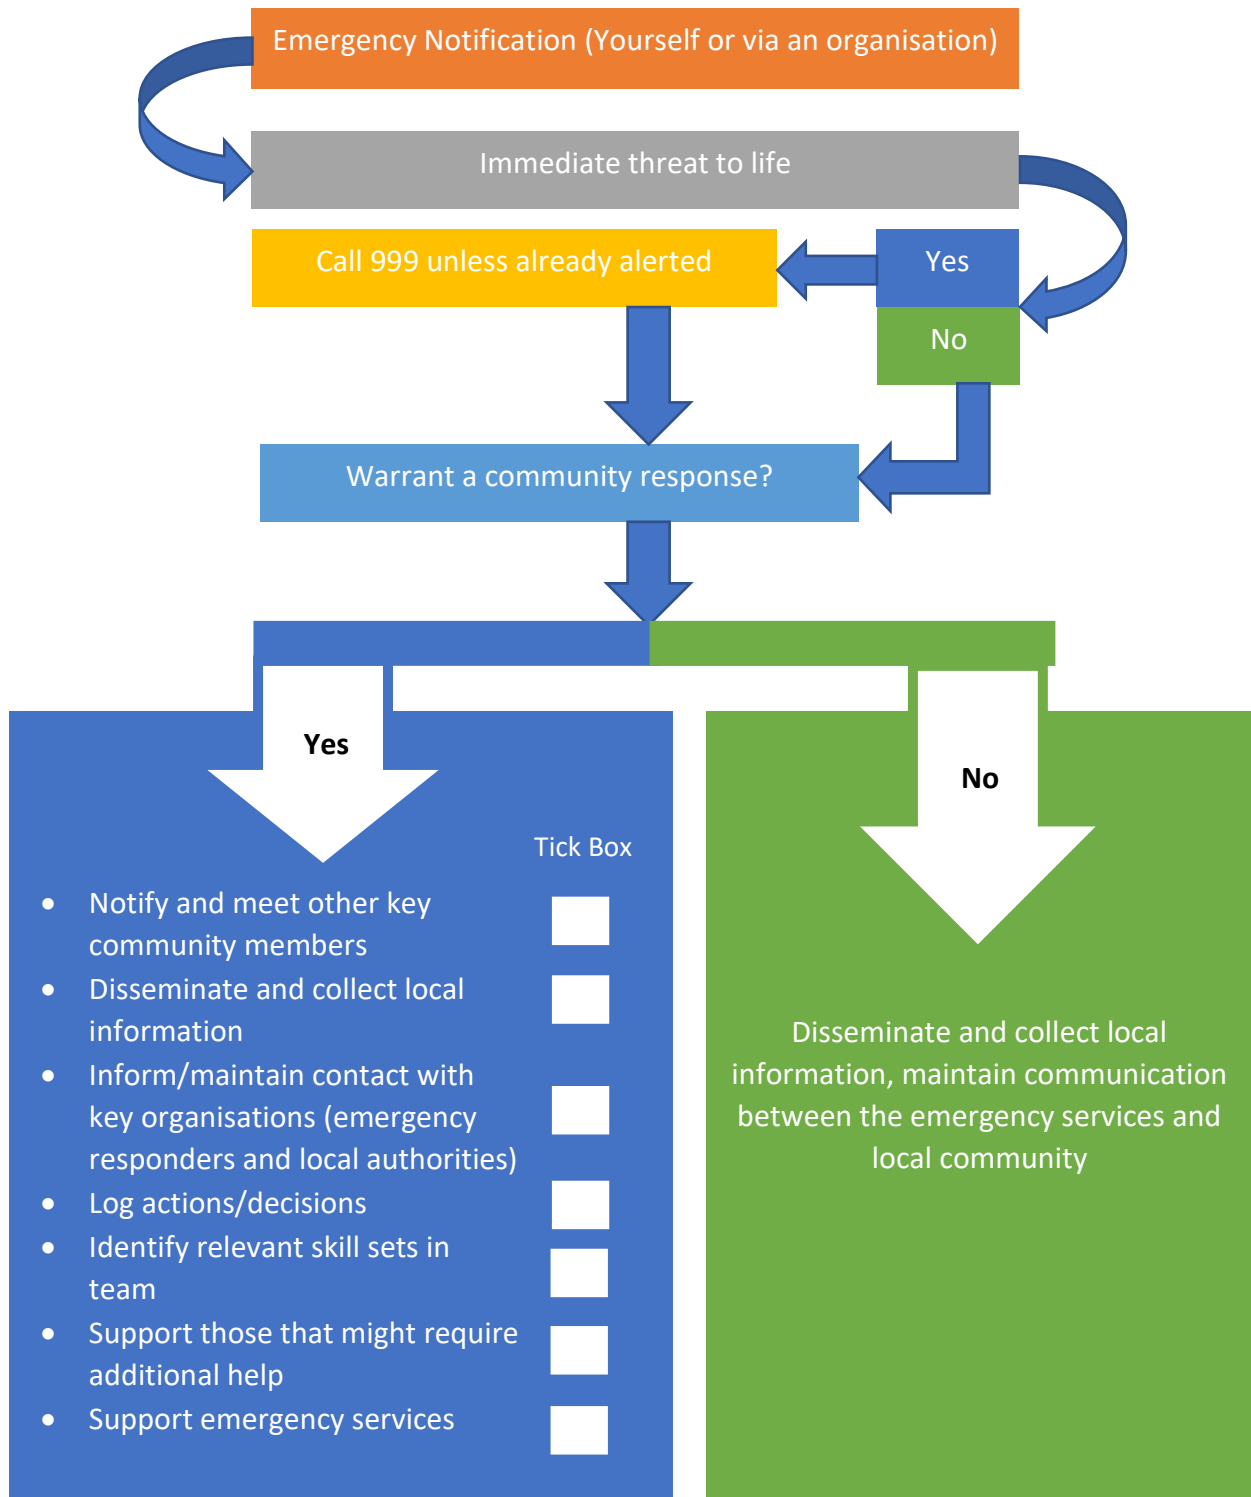 Emergency Notification (Yourself or via an organisation)
Immediate threat to life
Call 999 unless already alerted
Yes
No
Warrant a community response?
Yes
No
Tick Box
• Notify and meet other key
community members
• Disseminate and collect local
information
• Inform/maintain contact with
key organisations (emergency
responders and local authorities)
• Log actions/decisions
• Identify relevant skill sets in
team
• Support those that might require
additional help
• Support emergency services
Disseminate and collect local
information, maintain communication
between the emergency services and
local community